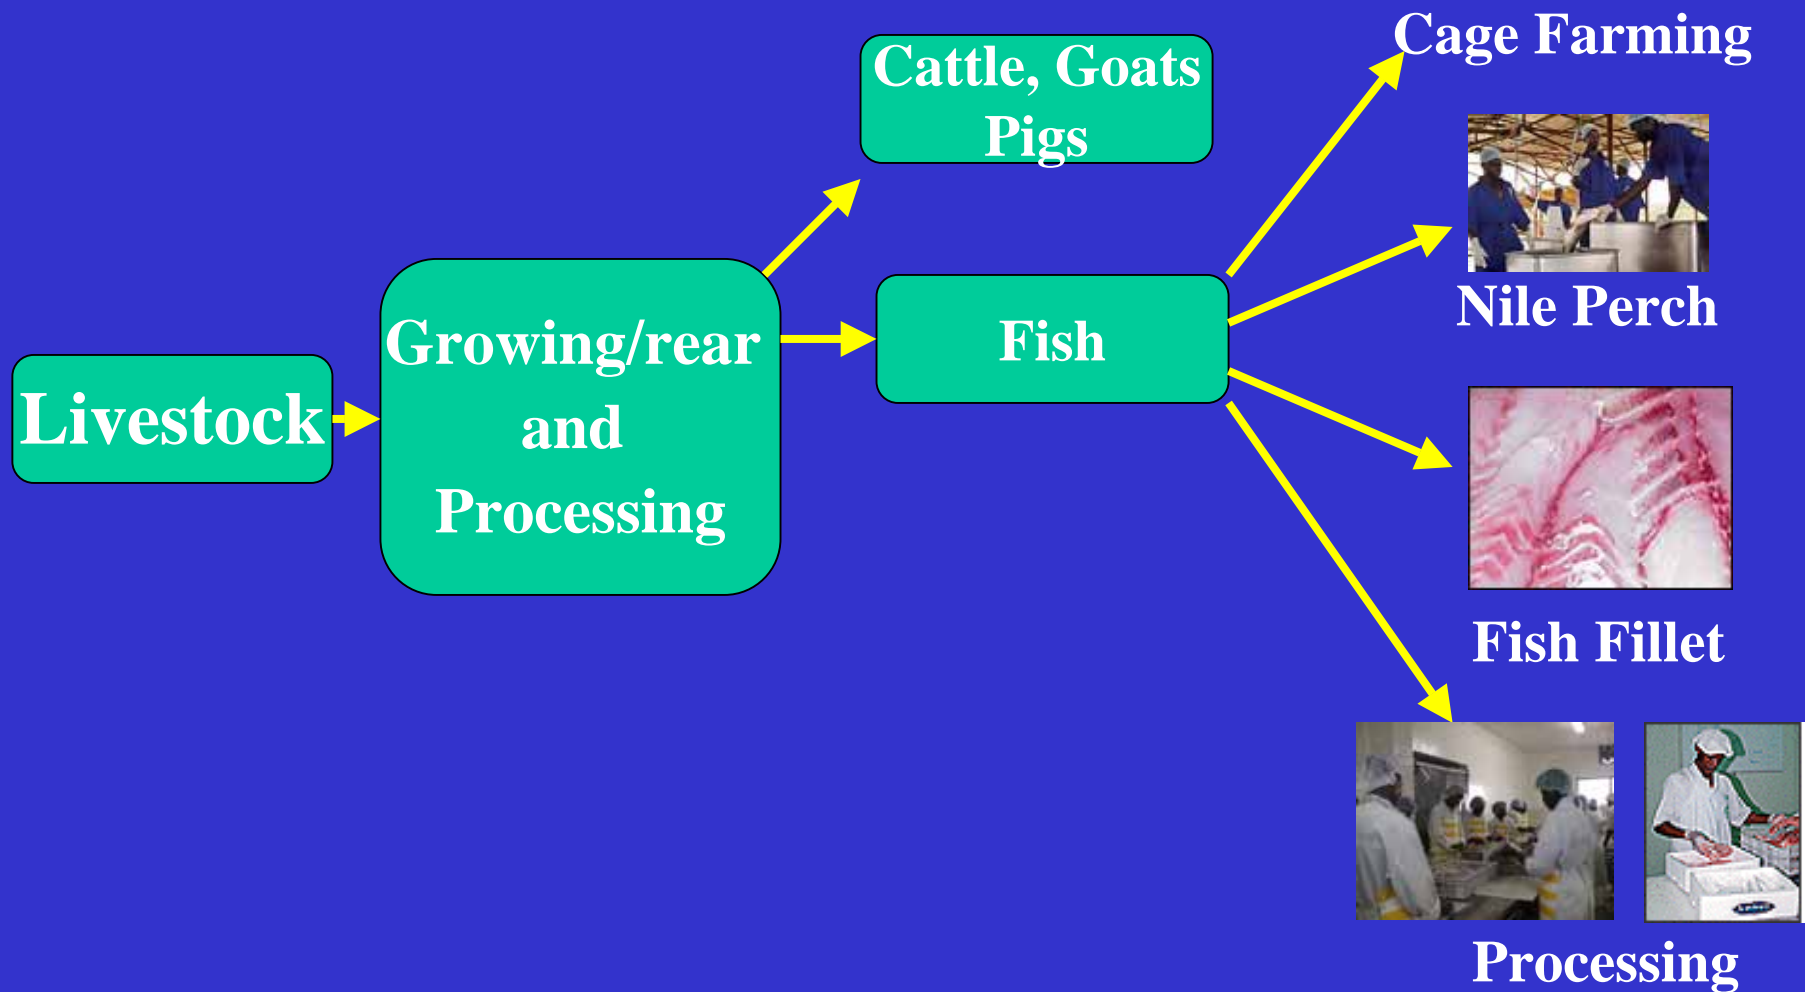 Livestock
Growing/rear
and
Processing
Cattle, Goats
Pigs
Fish
Cage Farming
Nile Perch
Fish Fillet
Processing